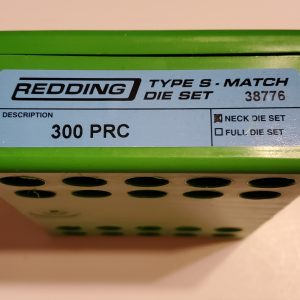 REDDING TYPE S - MATCH
DIE SET 38776
DESCRIPTION
300 PRC
NECK DIE SET
FULL DIE SET